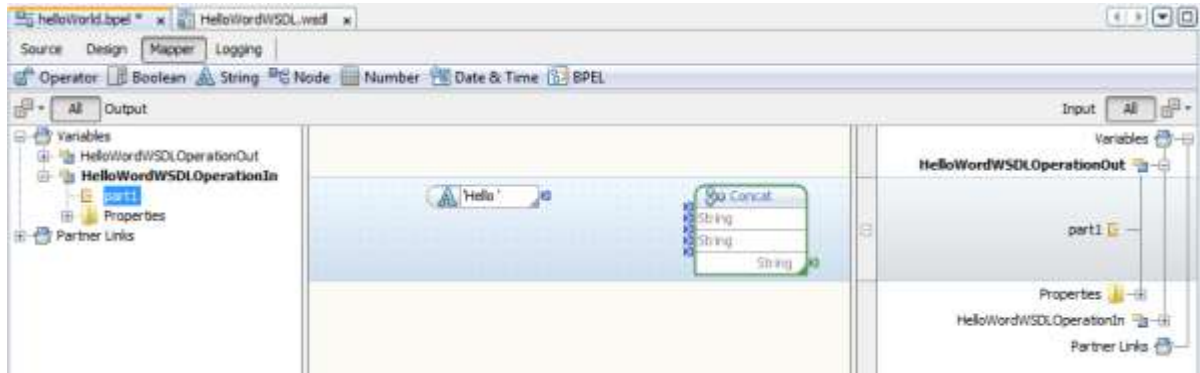 helloWorld.bpel * x HelloWordWSDL.wsdl x
Source Design Mapper Logging
Operator Boolean String Node Number Date & Time BPEL
All Output Input All
Variables Variables
HelloWordWSDLOperationOut HelloWordWSDLOperationOut
HelloWordWSDLOperationIn
part1 'Hello ' Concat
Properties String
Partner Links String part1
String
Properties
HelloWordWSDLOperationIn
Partner Links